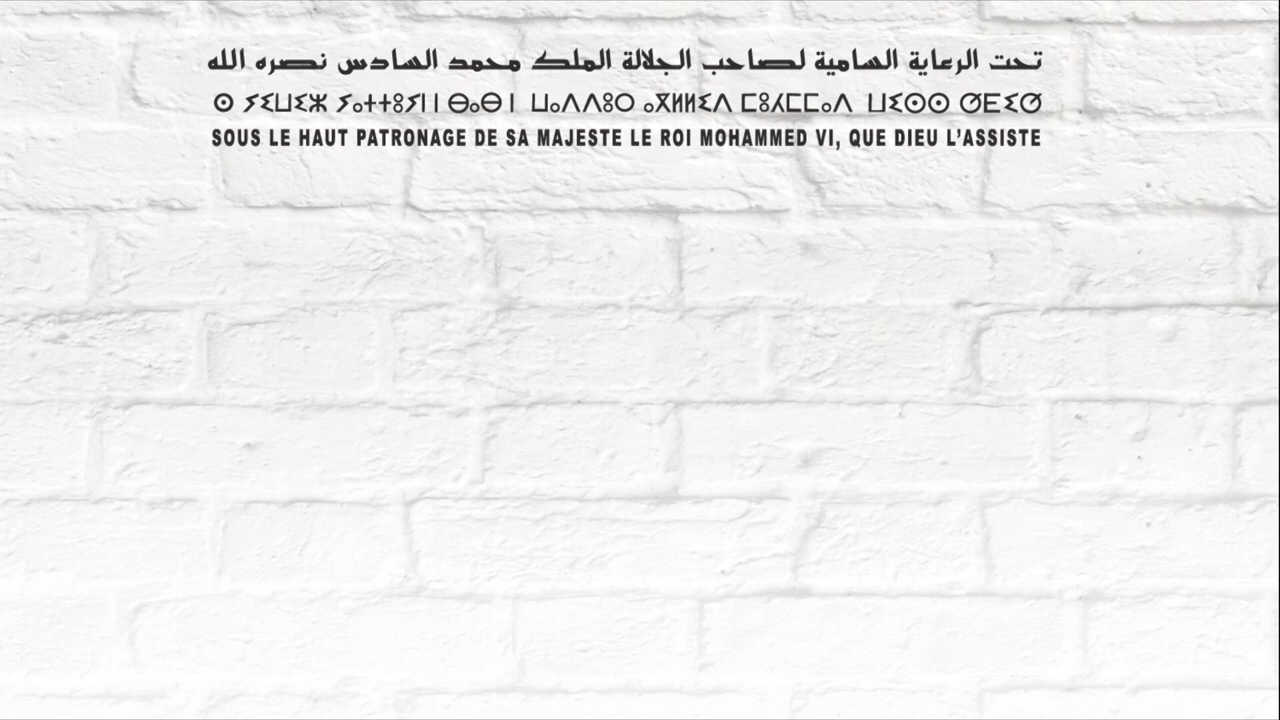 تحت الرعاية السامية لصاحب الجلالة الملك محمد السادس نصره الله
ⵙ ⵢⵉⵡⵉⵣ ⵢⴰⵜⵜⵓⵢⵏⵏ ⴱⴰⴱ ⵏ ⵡⴰⴷⴷⵓⵔ ⴰⴳⵍⵍⵉⴷ ⵎⵓⵃⵎⵎⴰⴷ ⵡⵉⵙⵙ ⵚⴹⵉⵚ
SOUS LE HAUT PATRONAGE DE SA MAJESTE LE ROI MOHAMMED VI, QUE DIEU L’ASSISTE